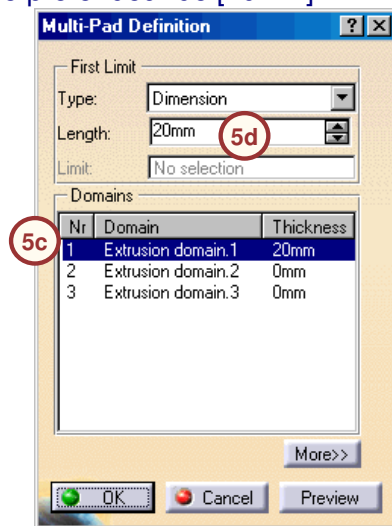 Multi-Pad Definition
First Limit
Type: Dimension
Length: 20mm 5d
Limit: No selection
Domains
5c
Nr Domain Thickness
1 Extrusion domain.1 20mm
2 Extrusion domain.2 0mm
3 Extrusion domain.3 0mm
More>>
OK Cancel Preview